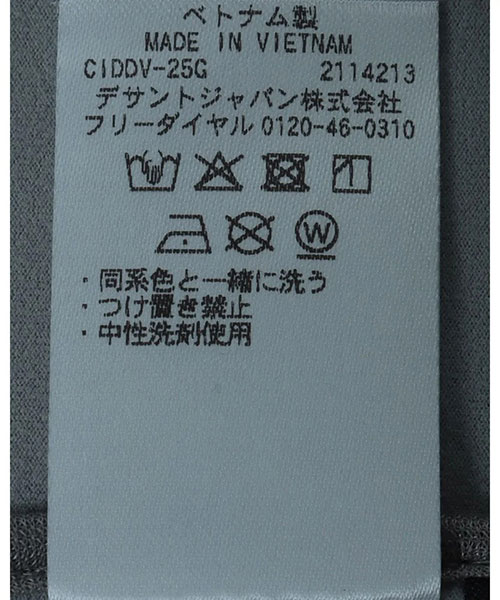 ベトナム製
MADE IN VIETNAM
CIDDV-25G 2114213
デサントジャパン株式会社
フリーダイヤル 0120-46-0310
W
・同系色と一緒に洗う
・つけ置き禁止
・中性洗剤使用